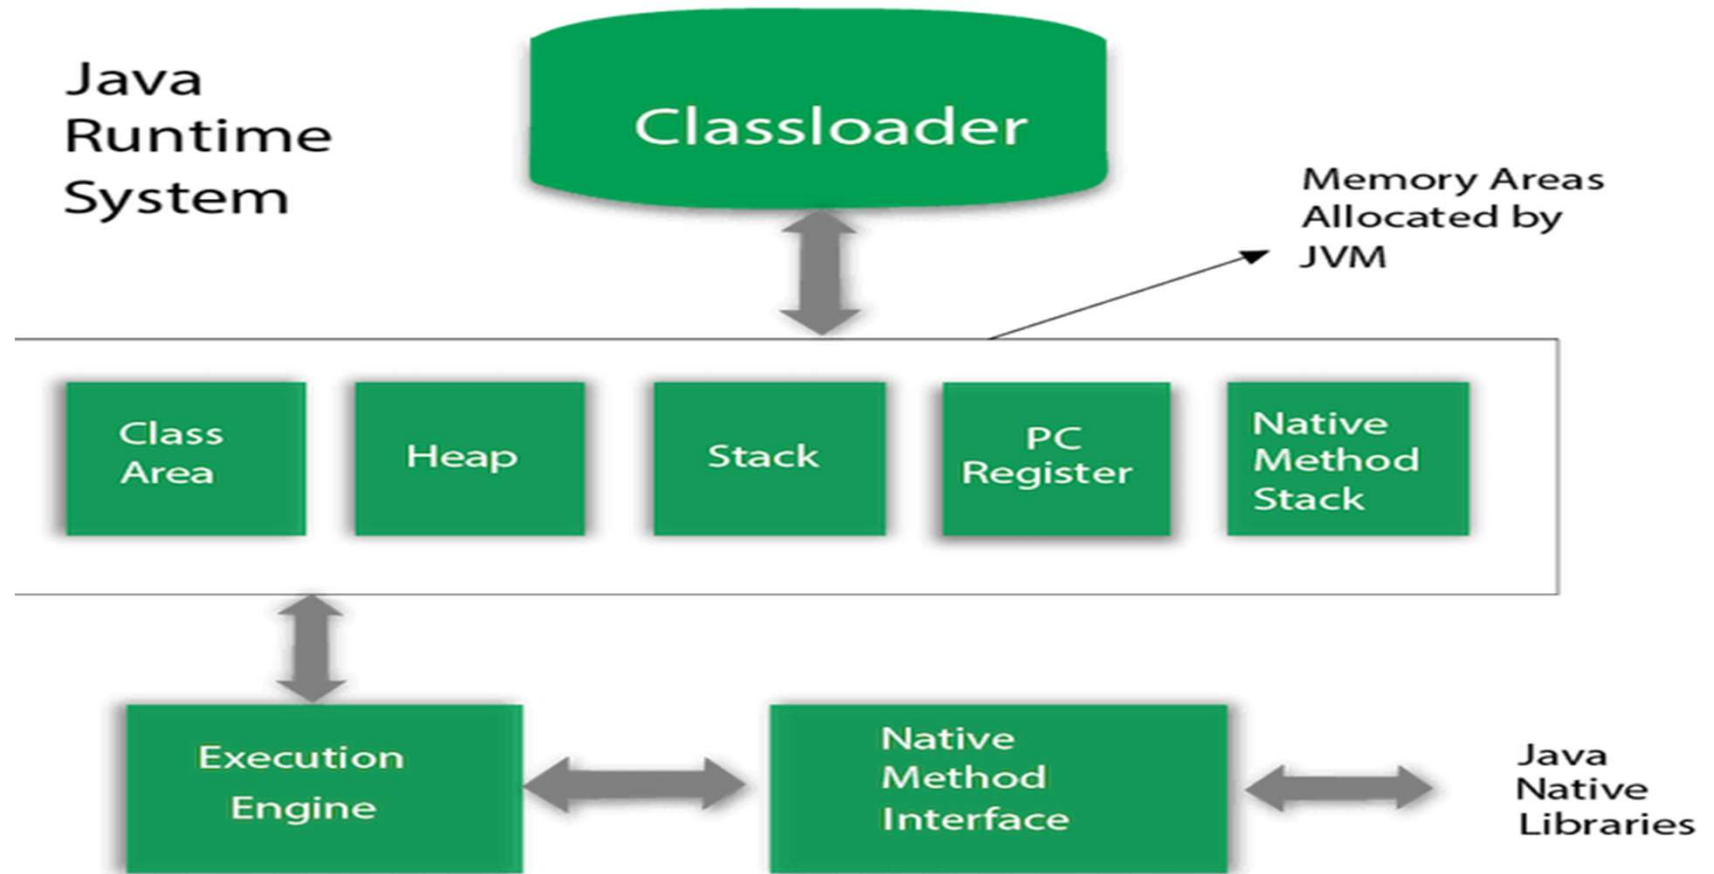 Java
Runtime
System
Classloader
Memory Areas
Allocated by
JVM
Class
Area
Heap
Stack
PC
Register
Native
Method
Stack
Execution
Engine
Native
Method
Interface
Java
Native
Libraries